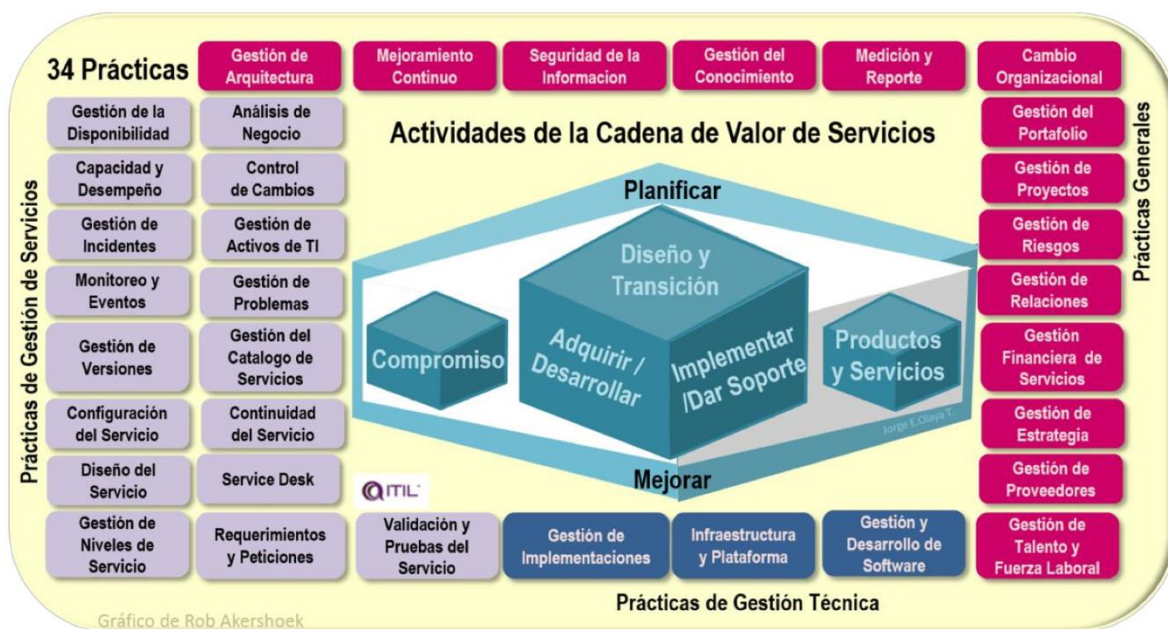 34 Prácticas
Gestión de
Arquitectura
Mejoramiento
Continuo
Seguridad de la
Informacion
Gestión del
Conocimiento
Medición y
Reporte
Cambio
Organizacional
Gestión de la
Disponibilidad
Análisis de
Negocio
Actividades de la Cadena de Valor de Servicios
Gestión del
Portafolio
Capacidad y
Desempeño
Control
de Cambios
Planificar
Gestión de
Proyectos
Gestión de
Incidentes
Gestión de
Activos de TI
Diseño y
Transición
Gestión de
Riesgos
Monitoreo y
Eventos
Gestión de
Problemas
Gestión de
Relaciones
Gestión de
Versiones
Gestión del
Catalogo de
Servicios
Compromiso
Adquirir /
Desarrollar
Implementar
/Dar Soporte
Productos
y Servicios
Gestión
Financiera de
Servicios
Configuración
del Servicio
Continuidad
del Servicio
Jorge E.Olaya T.
Gestión de
Estrategia
Diseño del
Servicio
Service Desk
ITIL
Mejorar
Gestión de
Proveedores
Gestión de
Niveles de
Servicio
Requerimientos
y Peticiones
Validación y
Pruebas del
Servicio
Gestión de
Implementaciones
Infraestructura
y Plataforma
Gestión y
Desarrollo de
Software
Gestión de
Talento y
Fuerza Laboral
Prácticas de Gestión de Servicios
Prácticas Generales
Prácticas de Gestión Técnica
Gráfico de Rob Akershoek